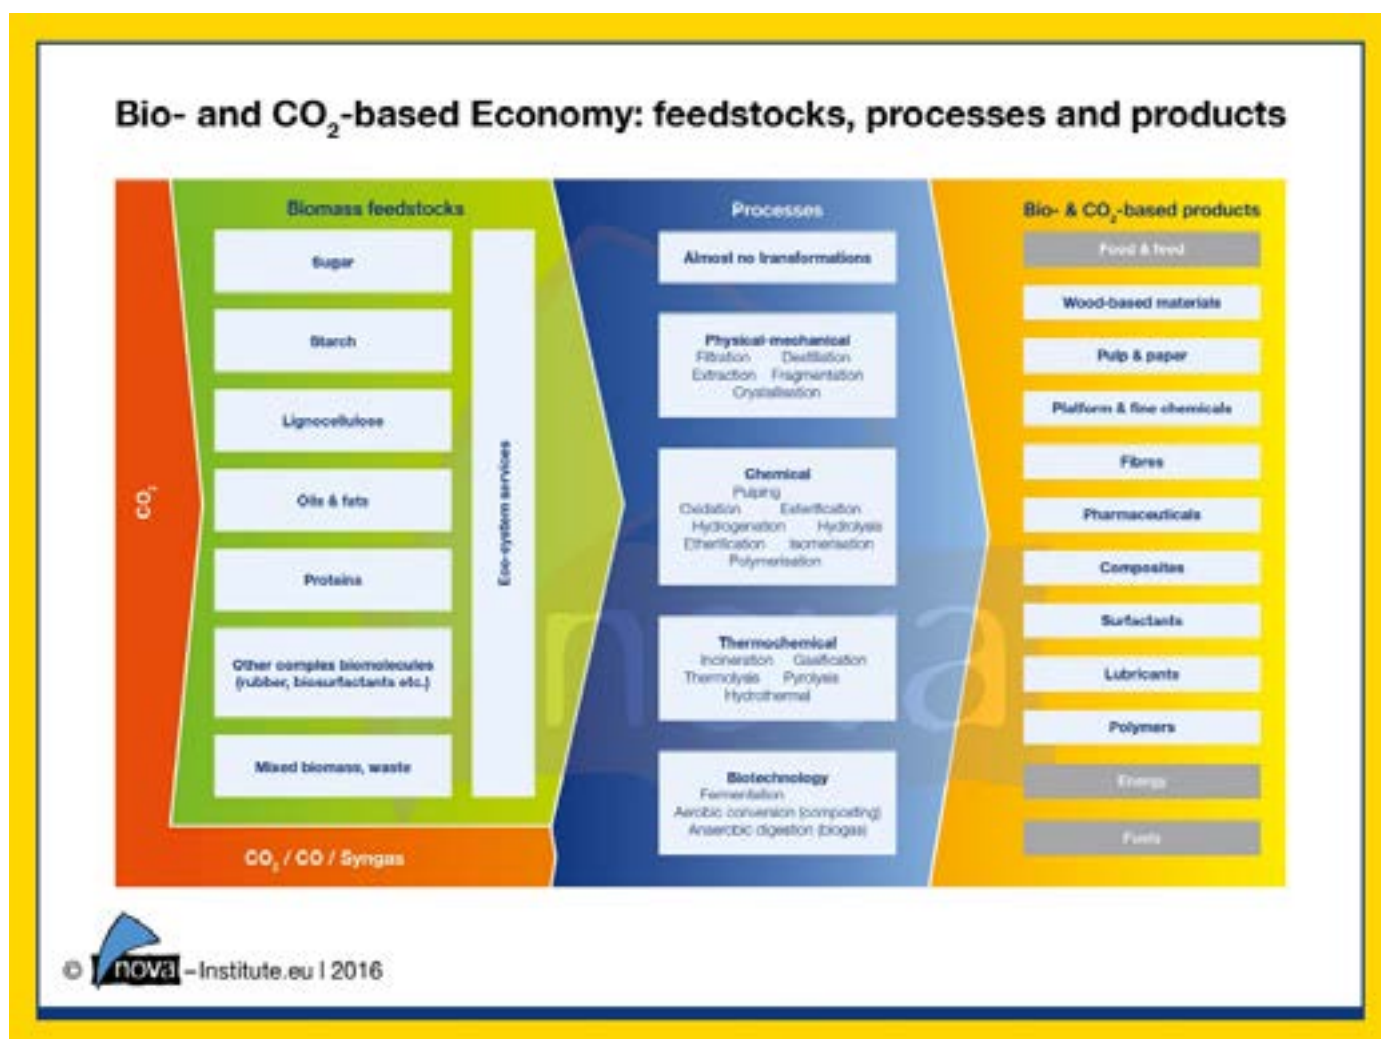 Bio- and CO₂-based Economy: feedstocks, processes and products
CO₂
Biomass feedstocks
Sugar
Starch
Lignocellulose
Oils & fats
Proteins
Other complex biomolecules
(rubber, biosurfactants etc.)
Mixed biomass, waste
Eco-system services
CO₂ / CO / Syngas
Processes
Almost no transformations
Physical-mechanical
Filtration Destillation
Extraction Fragmentation
Crystallisation
Chemical
Pulping
Oxidation Esterification
Hydrogenation Hydrolysis
Etherification Isomerisation
Polymerisation
Thermochemical
Incineration Gasification
Thermolysis Pyrolysis
Hydrothermal
Biotechnology
Fermentation
Aerobic conversion (composting)
Anaerobic digestion (biogas)
Bio- & CO₂-based products
Food & feed
Wood-based materials
Pulp & paper
Platform & fine chemicals
Fibres
Pharmaceuticals
Composites
Surfactants
Lubricants
Polymers
Energy
Fuels
nova
© nova-Institute.eu | 2016